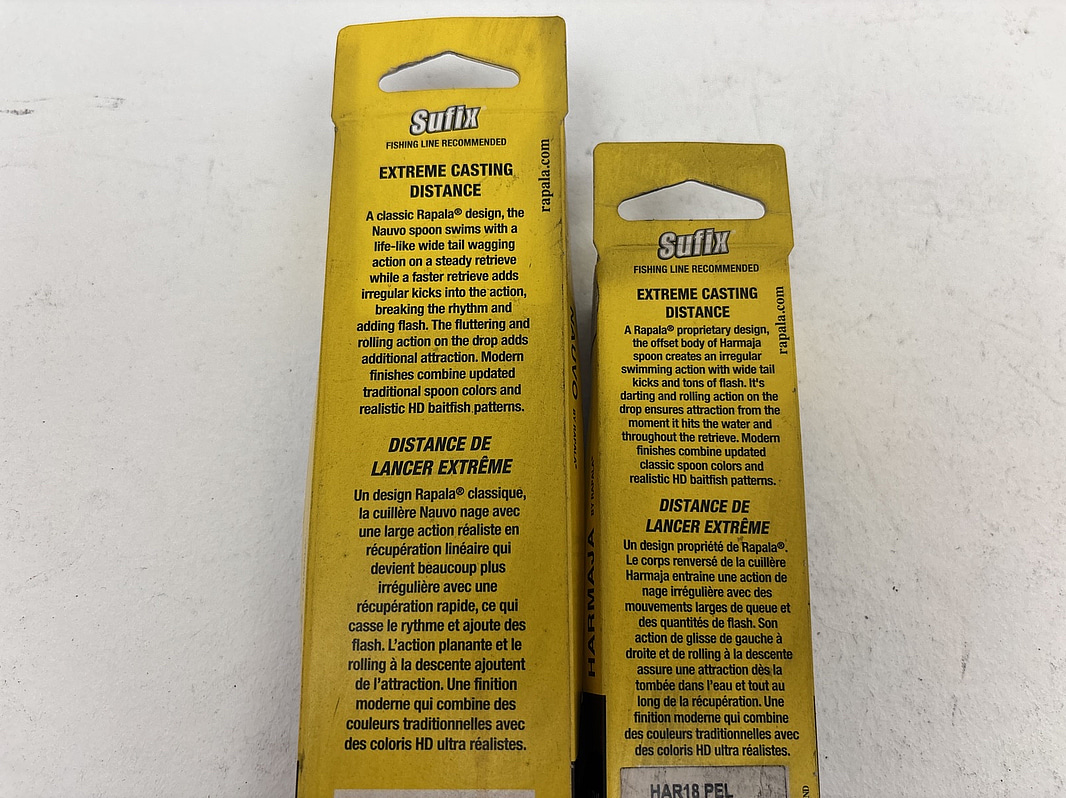 Sufix
FISHING LINE RECOMMENDED
rapala.com
EXTREME CASTING
DISTANCE
A classic Rapala® design, the
Nauvo spoon swims with a
life-like wide tail wagging
action on a steady retrieve
while a faster retrieve adds
irregular kicks into the action,
breaking the rhythm and
adding flash. The fluttering and
rolling action on the drop adds
additional attraction. Modern
finishes combine updated
traditional spoon colors and
realistic HD baitfish patterns.
DISTANCE DE
LANCER EXTRÊME
Un design Rapala® classique,
la cuillère Nauvo nage avec
une large action réaliste en
récupération linéaire qui
devient beaucoup plus
irrégulière avec une
récupération rapide, ce qui
casse le rythme et ajoute des
flash. L'action planante et le
rolling à la descente ajoutent
de l'attraction. Une finition
moderne qui combine des
couleurs traditionnelles avec
des coloris HD ultra réalistes.
NAUVO BY RAPALA®
Sufix
FISHING LINE RECOMMENDED
rapala.com
EXTREME CASTING
DISTANCE
A Rapala® proprietary design,
the offset body of Harmaja
spoon creates an irregular
swimming action with wide tail
kicks and tons of flash. It's
darting and rolling action on the
drop ensures attraction from the
moment it hits the water and
throughout the retrieve. Modern
finishes combine updated
classic spoon colors and
realistic HD baitfish patterns.
DISTANCE DE
LANCER EXTRÊME
Un design propriété de Rapala®.
Le corps renversé de la cuillère
Harmaja entraîne une action de
nage irrégulière avec des
mouvements larges de queue et
des quantités de flash. Son
action de glisse de gauche à
droite et de rolling à la descente
assure une attraction dès la
tombée dans l'eau et tout au
long de la récupération. Une
finition moderne qui combine
des couleurs traditionnelles avec
des coloris HD ultra réalistes.
HARMAJA BY RAPALA®
HAR18 PEL